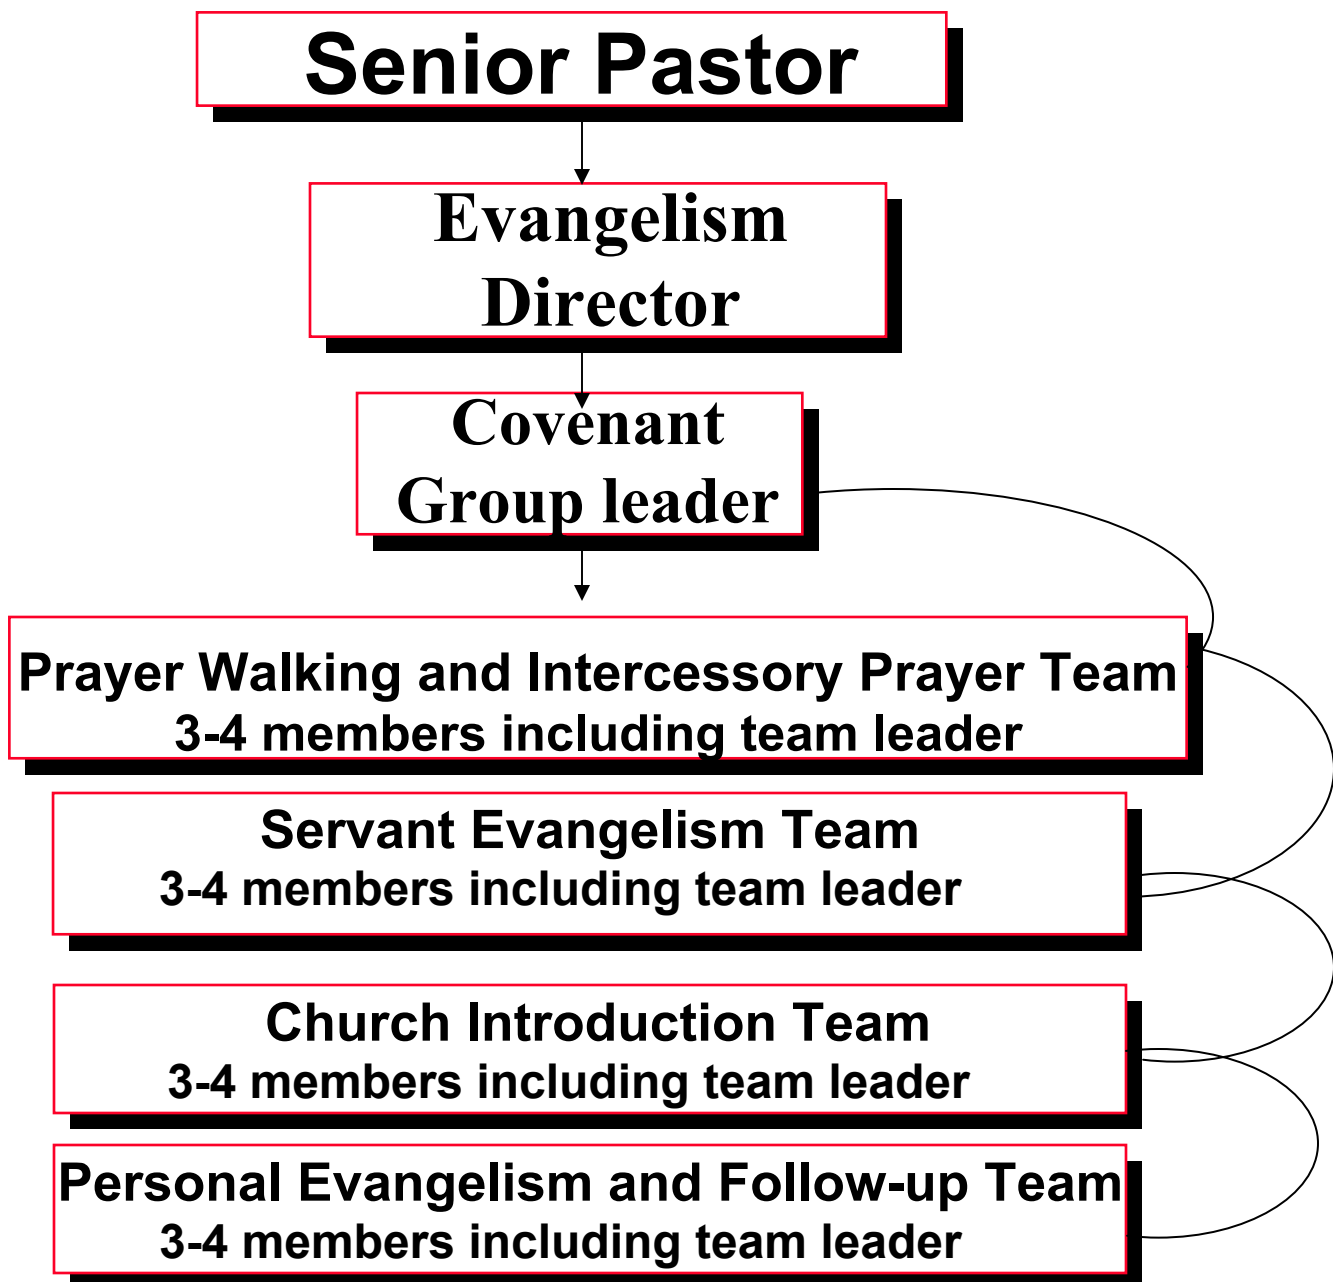 Senior Pastor
Evangelism
Director
Covenant
Group leader
Prayer Walking and Intercessory Prayer Team
3-4 members including team leader
Servant Evangelism Team
3-4 members including team leader
Church Introduction Team
3-4 members including team leader
Personal Evangelism and Follow-up Team
3-4 members including team leader